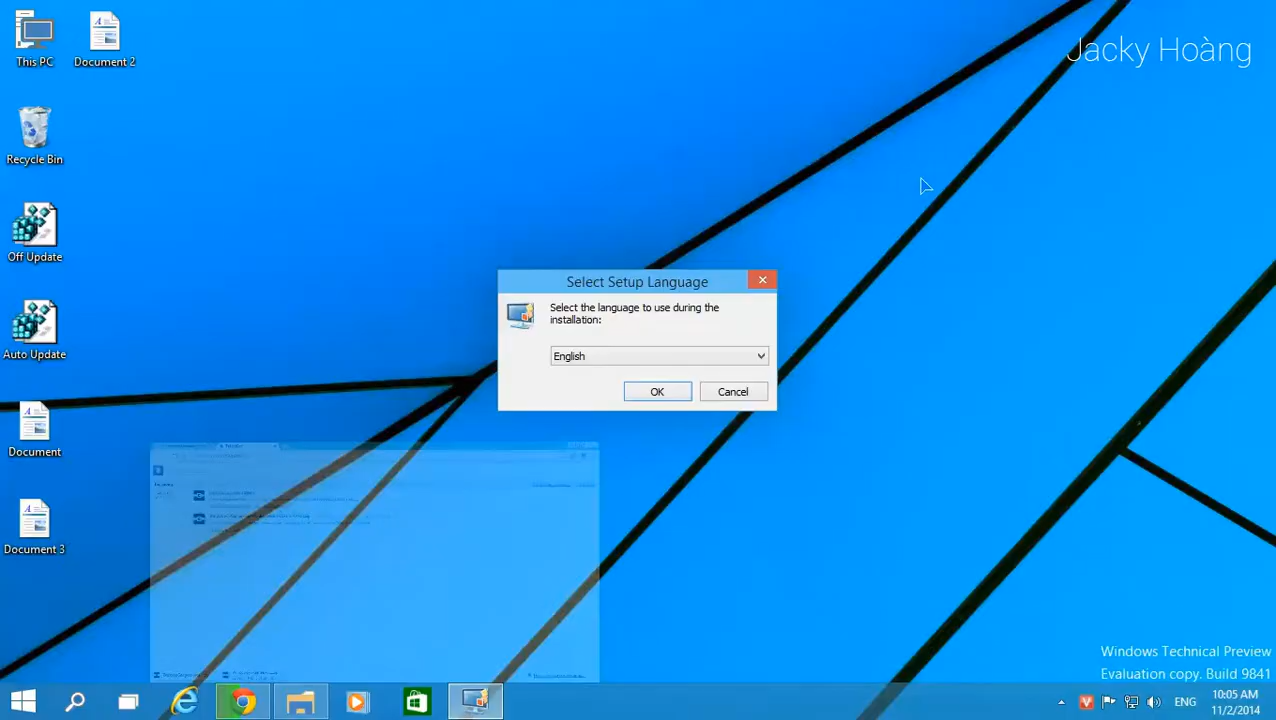 Jacky Hoàng
This PC
Document 2
Recycle Bin
Off Update
Auto Update
Document
Document 3
Select Setup Language
Select the language to use during the
installation:
English
OK
Cancel
Windows Technical Preview
Evaluation copy. Build 9841
ENG
10:05 AM
11/2/2014